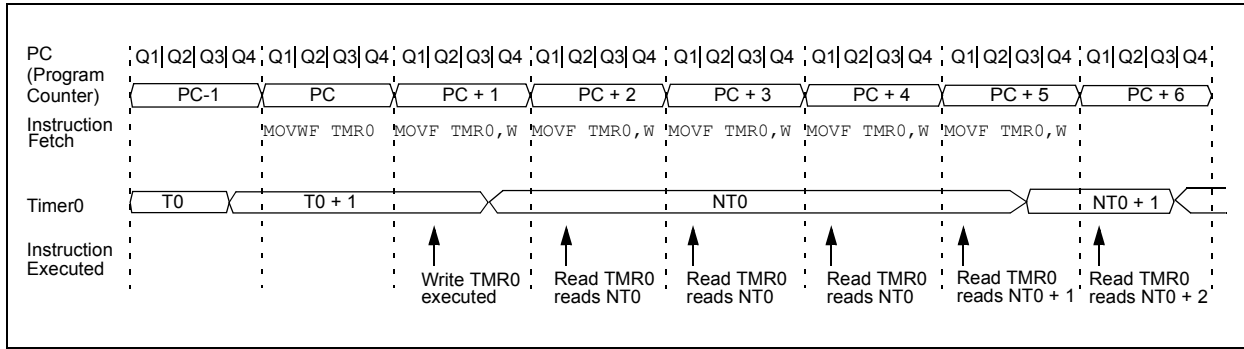 PC (Program Counter)
Q1 Q2 Q3 Q4 Q1 Q2 Q3 Q4 Q1 Q2 Q3 Q4 Q1 Q2 Q3 Q4 Q1 Q2 Q3 Q4 Q1 Q2 Q3 Q4 Q1 Q2 Q3 Q4 Q1 Q2 Q3 Q4
PC-1 PC PC + 1 PC + 2 PC + 3 PC + 4 PC + 5 PC + 6
Instruction Fetch
MOVWF TMR0 MOVF TMR0,W MOVF TMR0,W MOVF TMR0,W MOVF TMR0,W MOVF TMR0,W
Timer0
T0 T0 + 1 NT0 NT0 + 1
Instruction Executed
Write TMR0 executed
Read TMR0 reads NT0
Read TMR0 reads NT0
Read TMR0 reads NT0
Read TMR0 reads NT0 + 1
Read TMR0 reads NT0 + 2